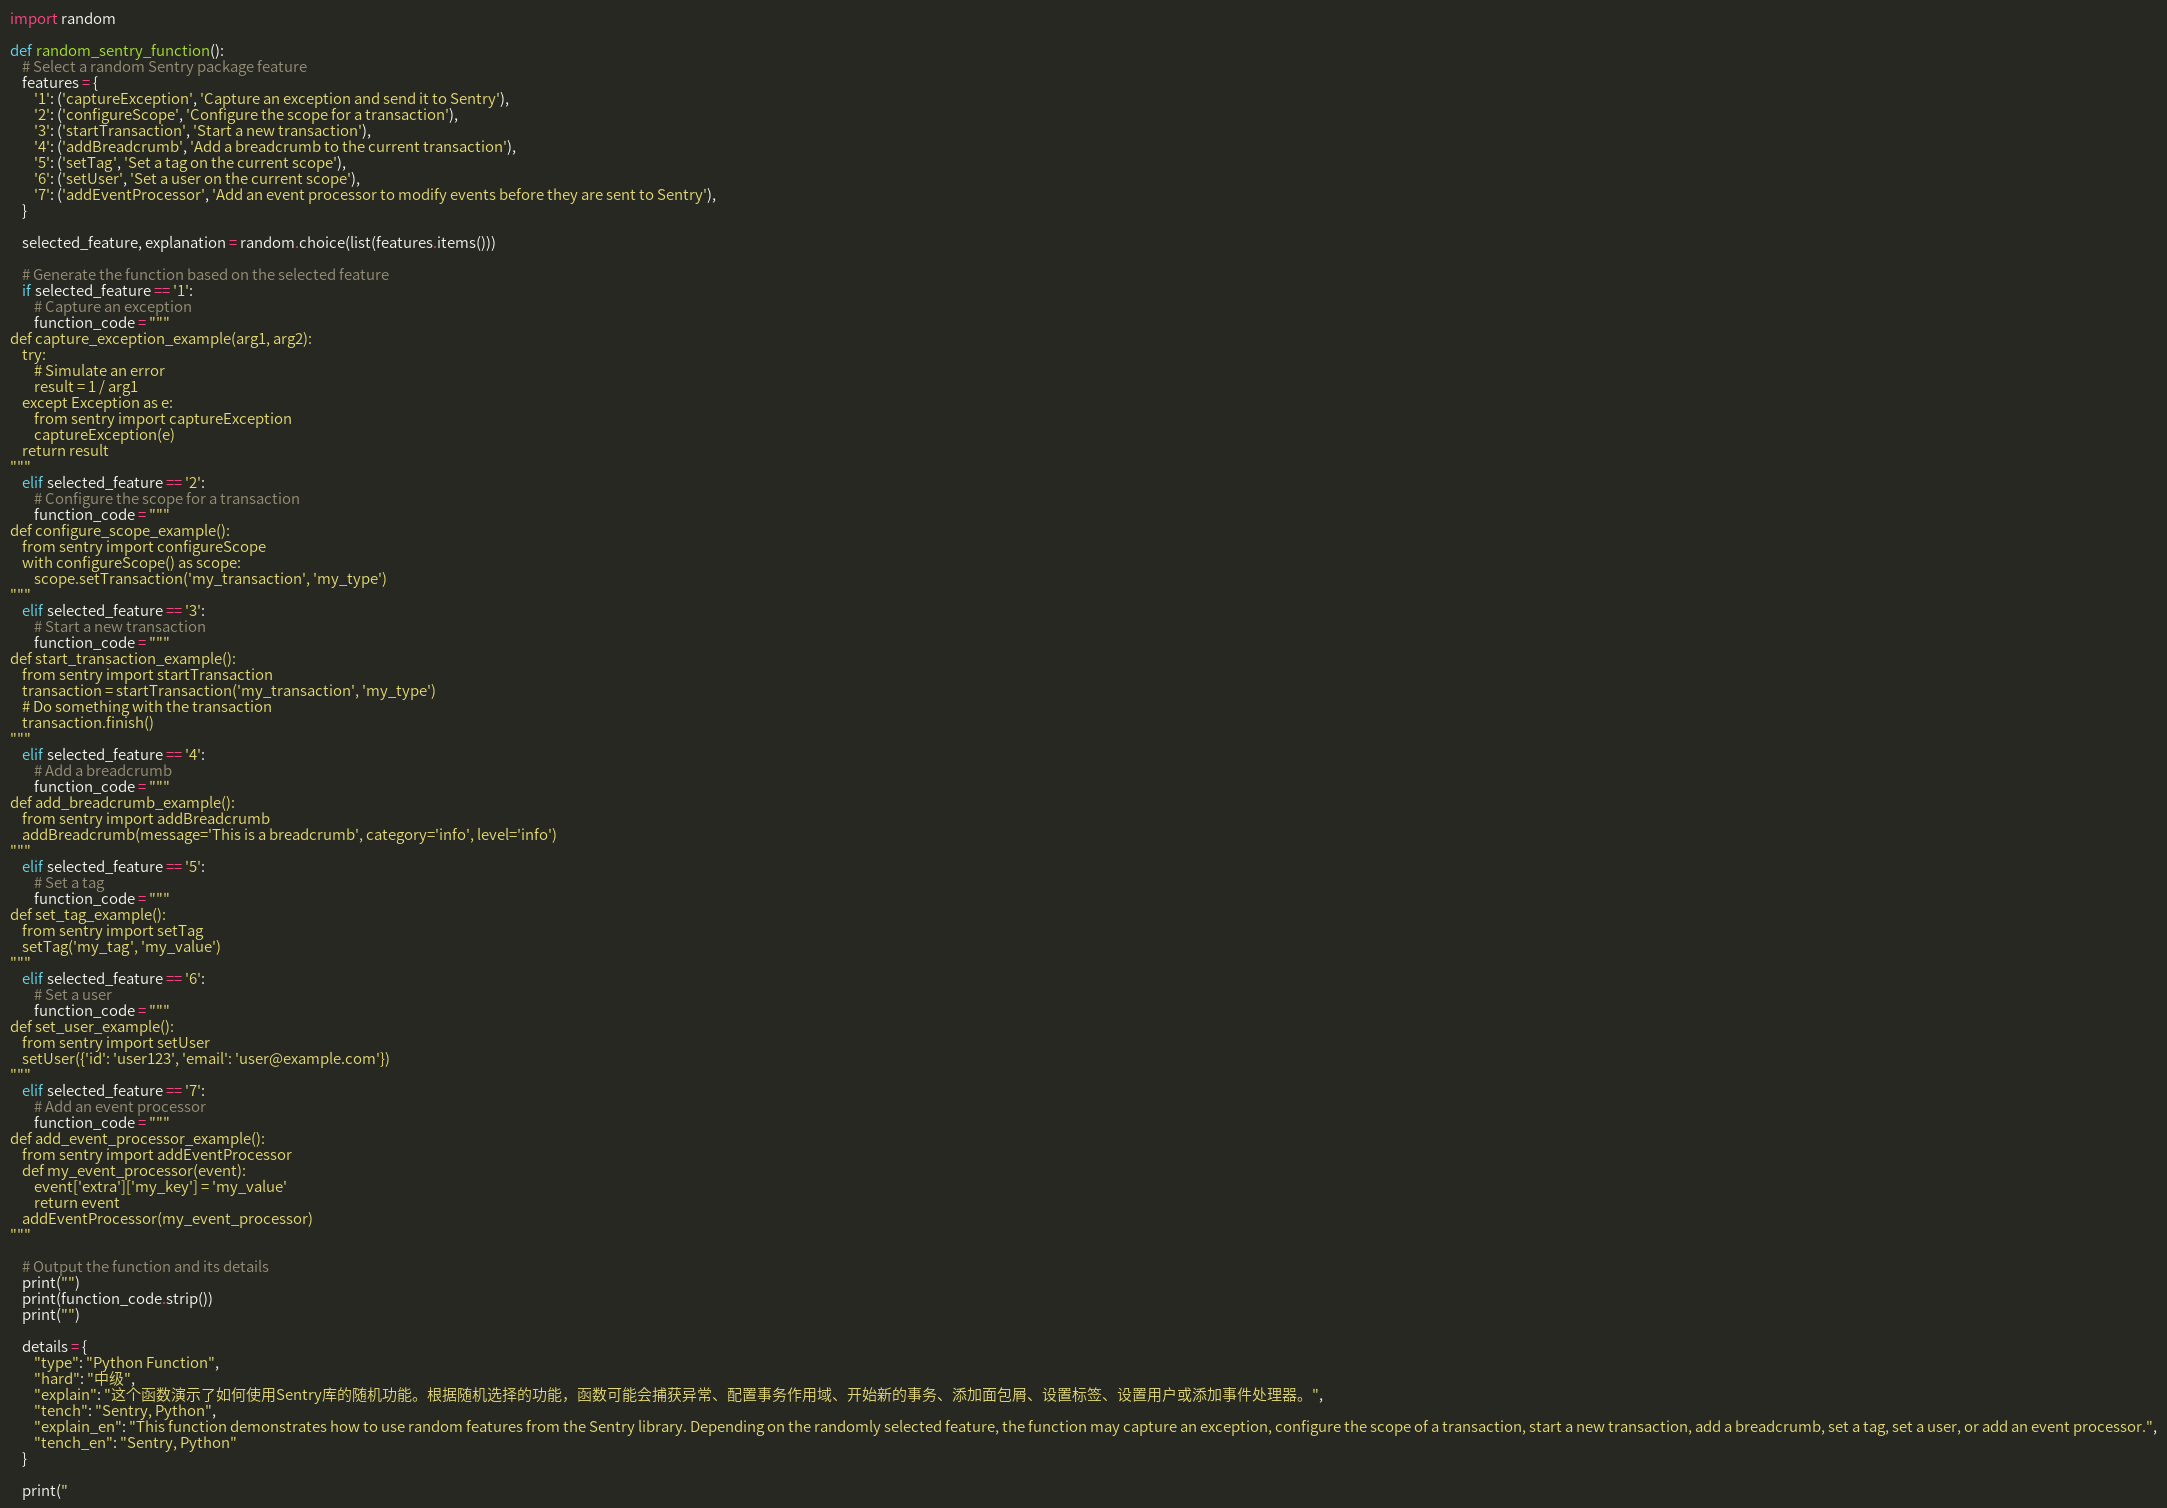 import random

def random_sentry_function():
    # Select a random Sentry package feature
    features = {
        '1': ('captureException', 'Capture an exception and send it to Sentry'),
        '2': ('configureScope', 'Configure the scope for a transaction'),
        '3': ('startTransaction', 'Start a new transaction'),
        '4': ('addBreadcrumb', 'Add a breadcrumb to the current transaction'),
        '5': ('setTag', 'Set a tag on the current scope'),
        '6': ('setUser', 'Set a user on the current scope'),
        '7': ('addEventProcessor', 'Add an event processor to modify events before they are sent to Sentry'),
    }

    selected_feature, explanation = random.choice(list(features.items()))

    # Generate the function based on the selected feature
    if selected_feature == '1':
        # Capture an exception
        function_code = """
def capture_exception_example(arg1, arg2):
    try:
        # Simulate an error
        result = 1 / arg1
    except Exception as e:
        from sentry import captureException
        captureException(e)
    return result
"""
    elif selected_feature == '2':
        # Configure the scope for a transaction
        function_code = """
def configure_scope_example():
    from sentry import configureScope
    with configureScope() as scope:
        scope.setTransaction('my_transaction', 'my_type')
"""
    elif selected_feature == '3':
        # Start a new transaction
        function_code = """
def start_transaction_example():
    from sentry import startTransaction
    transaction = startTransaction('my_transaction', 'my_type')
    # Do something with the transaction
    transaction.finish()
"""
    elif selected_feature == '4':
        # Add a breadcrumb
        function_code = """
def add_breadcrumb_example():
    from sentry import addBreadcrumb
    addBreadcrumb(message='This is a breadcrumb', category='info', level='info')
"""
    elif selected_feature == '5':
        # Set a tag
        function_code = """
def set_tag_example():
    from sentry import setTag
    setTag('my_tag', 'my_value')
"""
    elif selected_feature == '6':
        # Set a user
        function_code = """
def set_user_example():
    from sentry import setUser
    setUser({'id': 'user123', 'email': 'user@example.com'})
"""
    elif selected_feature == '7':
        # Add an event processor
        function_code = """
def add_event_processor_example():
    from sentry import addEventProcessor
    def my_event_processor(event):
        event['extra']['my_key'] = 'my_value'
        return event
    addEventProcessor(my_event_processor)
"""

    # Output the function and its details
    print("")
    print(function_code.strip())
    print("")

    details = {
        "type": "Python Function",
        "hard": "中级",
        "explain": "这个函数演示了如何使用Sentry库的随机功能。根据随机选择的功能，函数可能会捕获异常、配置事务作用域、开始新的事务、添加面包屑、设置标签、设置用户或添加事件处理器。",
        "tench": "Sentry, Python",
        "explain_en": "This function demonstrates how to use random features from the Sentry library. Depending on the randomly selected feature, the function may capture an exception, configure the scope of a transaction, start a new transaction, add a breadcrumb, set a tag, set a user, or add an event processor.",
        "tench_en": "Sentry, Python"
    }

    print("